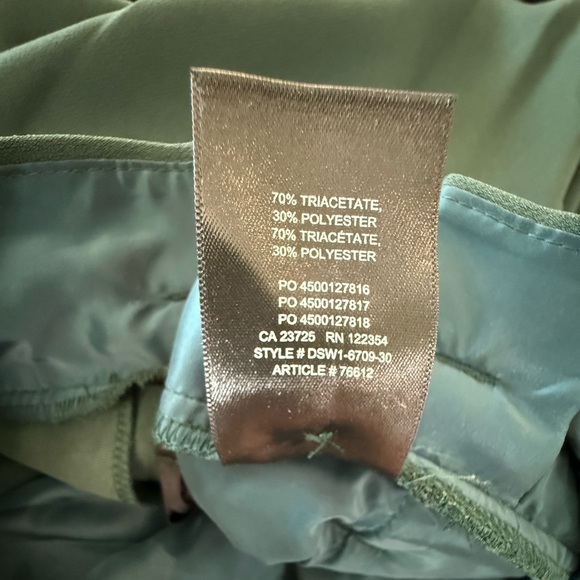 70% TRIACETATE,
30% POLYESTER
70% TRIACÉTATE,
30% POLYESTER
PO 4500127816
PO 4500127817
PO 4500127818
CA 23725 RN 122354
STYLE # DSW1-6709-30
ARTICLE # 76612